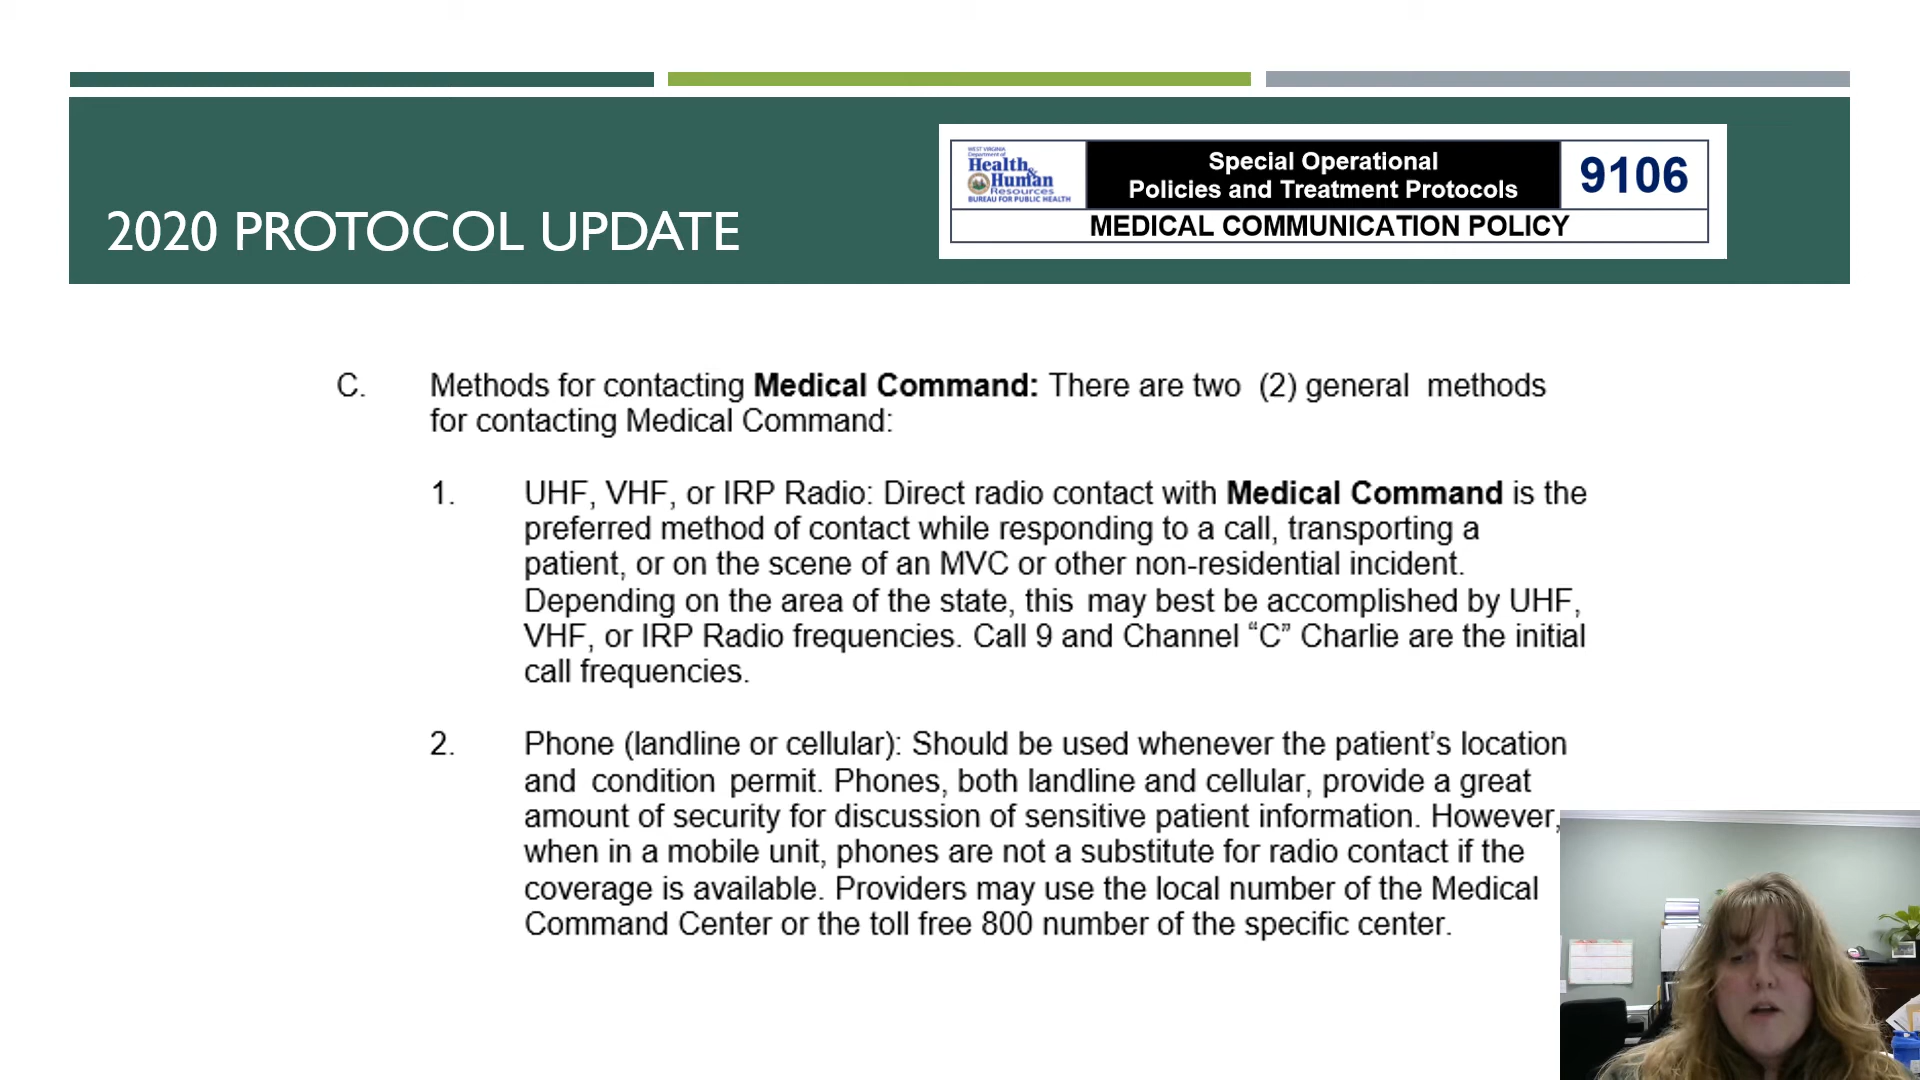 2020 PROTOCOL UPDATE
WEST VIRGINIA
Department of
Health &
Human
Resources
BUREAU FOR PUBLIC HEALTH
Special Operational
Policies and Treatment Protocols
9106
MEDICAL COMMUNICATION POLICY
C. Methods for contacting Medical Command: There are two (2) general methods
for contacting Medical Command:
1. UHF, VHF, or IRP Radio: Direct radio contact with Medical Command is the
preferred method of contact while responding to a call, transporting a
patient, or on the scene of an MVC or other non-residential incident.
Depending on the area of the state, this may best be accomplished by UHF,
VHF, or IRP Radio frequencies. Call 9 and Channel “C” Charlie are the initial
call frequencies.
2. Phone (landline or cellular): Should be used whenever the patient’s location
and condition permit. Phones, both landline and cellular, provide a great
amount of security for discussion of sensitive patient information. However,
when in a mobile unit, phones are not a substitute for radio contact if the
coverage is available. Providers may use the local number of the Medical
Command Center or the toll free 800 number of the specific center.